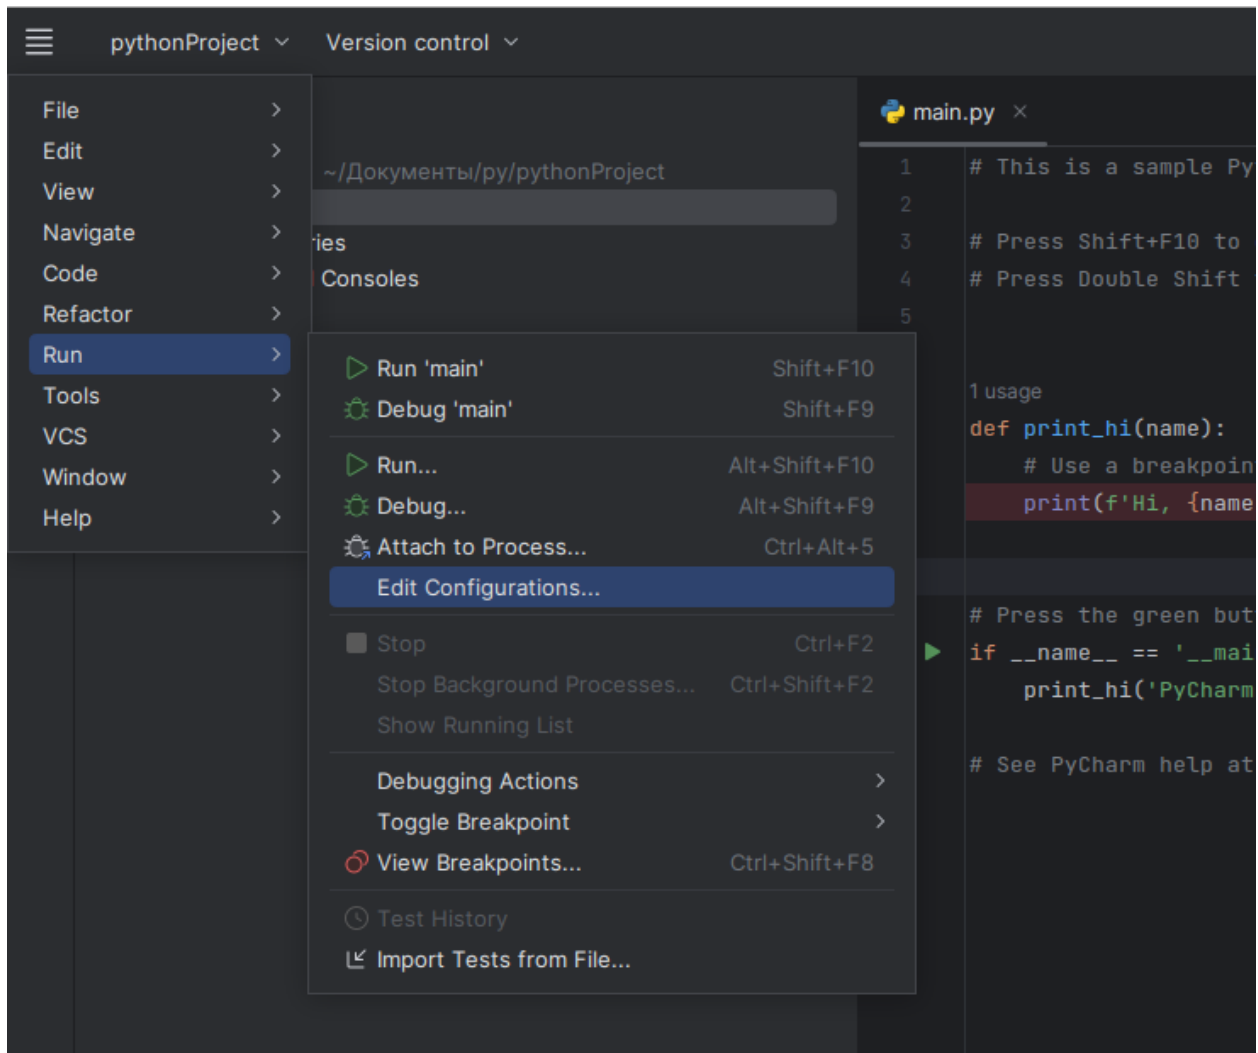 pythonProject
Version control
File
Edit
View
Navigate
Code
Refactor
Run
Tools
VCS
Window
Help
~/Документы/py/pythonProject
ries
Consoles
Run 'main' Shift+F10
Debug 'main' Shift+F9
Run... Alt+Shift+F10
Debug... Alt+Shift+F9
Attach to Process... Ctrl+Alt+5
Edit Configurations...
Stop Ctrl+F2
Stop Background Processes... Ctrl+Shift+F2
Show Running List
Debugging Actions
Toggle Breakpoint
View Breakpoints... Ctrl+Shift+F8
Test History
Import Tests from File...
main.py
1 # This is a sample Py
2
3 # Press Shift+F10 to
4 # Press Double Shift
5
1 usage
def print_hi(name):
# Use a breakpoin
print(f'Hi, {name
# Press the green but
if __name__ == '__mai
print_hi('PyCharm
# See PyCharm help at